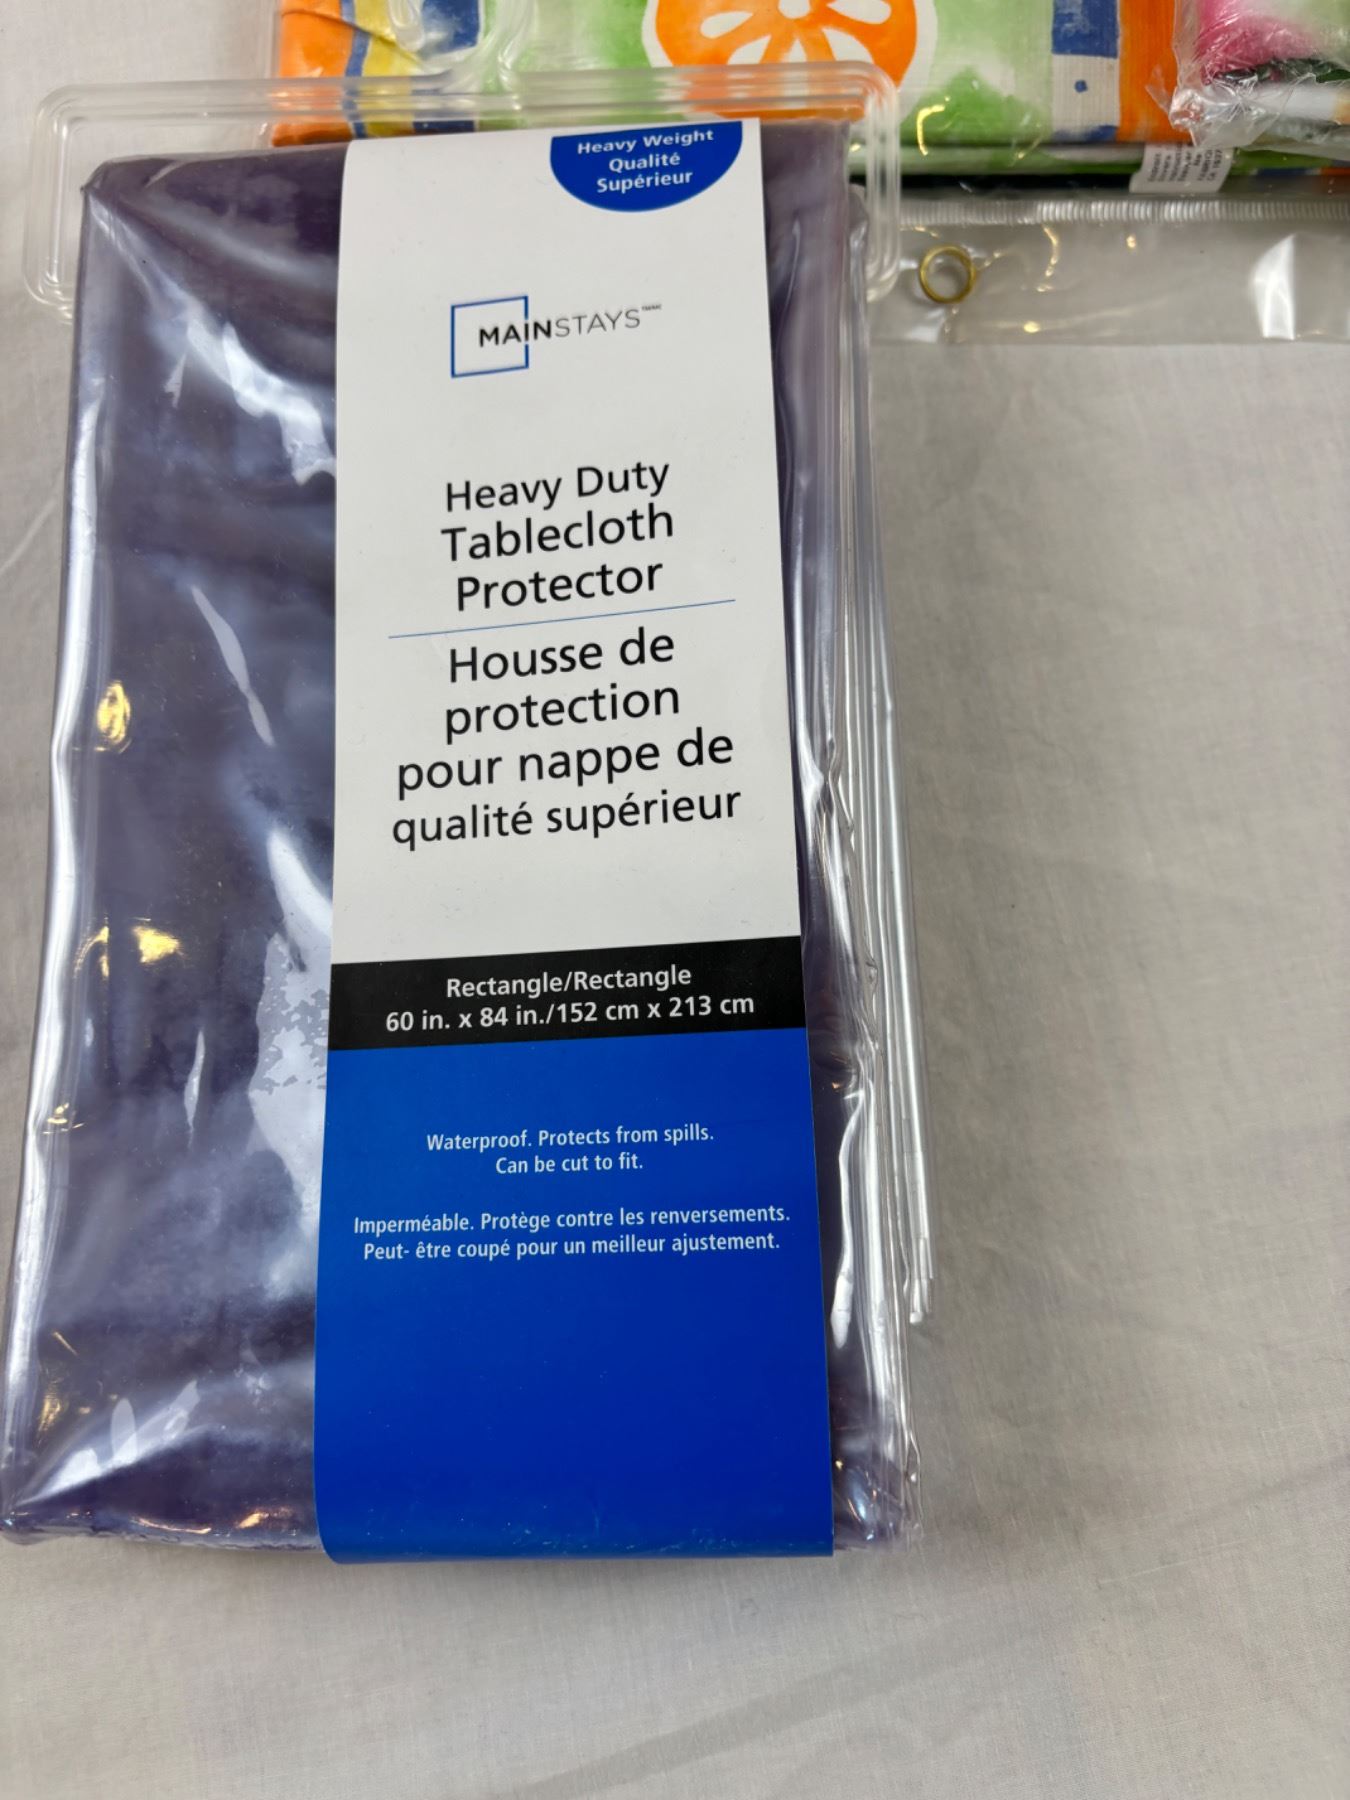 Heavy Weight
Qualité
Supérieur
MAINSTAYS
Heavy Duty
Tablecloth
Protector
Housse de
protection
pour nappe de
qualité supérieur
Rectangle/Rectangle
60 in. x 84 in./152 cm x 213 cm
Waterproof. Protects from spills.
Can be cut to fit.
Imperméable. Protège contre les renversements.
Peut- être coupé pour un meilleur ajustement.